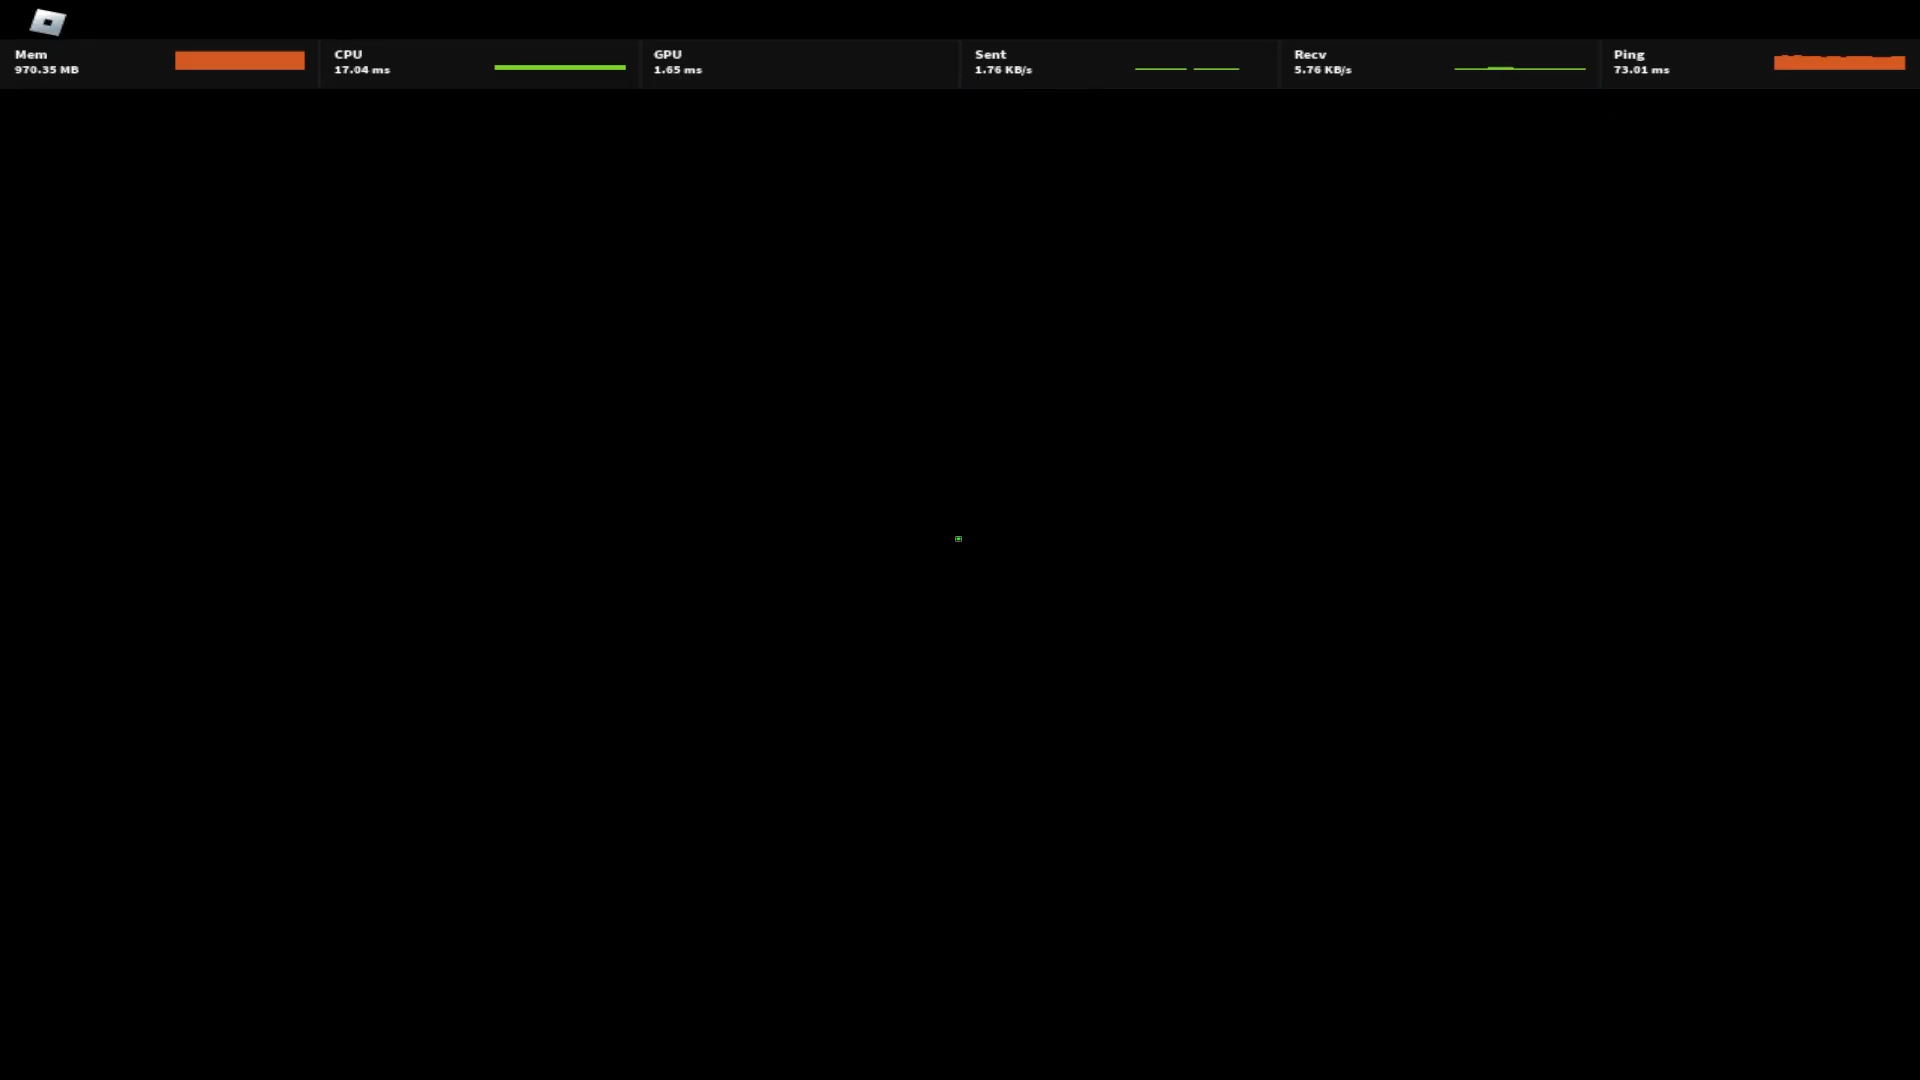 Mem
970.35 MB
CPU
17.04 ms
GPU
1.65 ms
Sent
1.76 KB/s
Recv
5.76 KB/s
Ping
73.01 ms